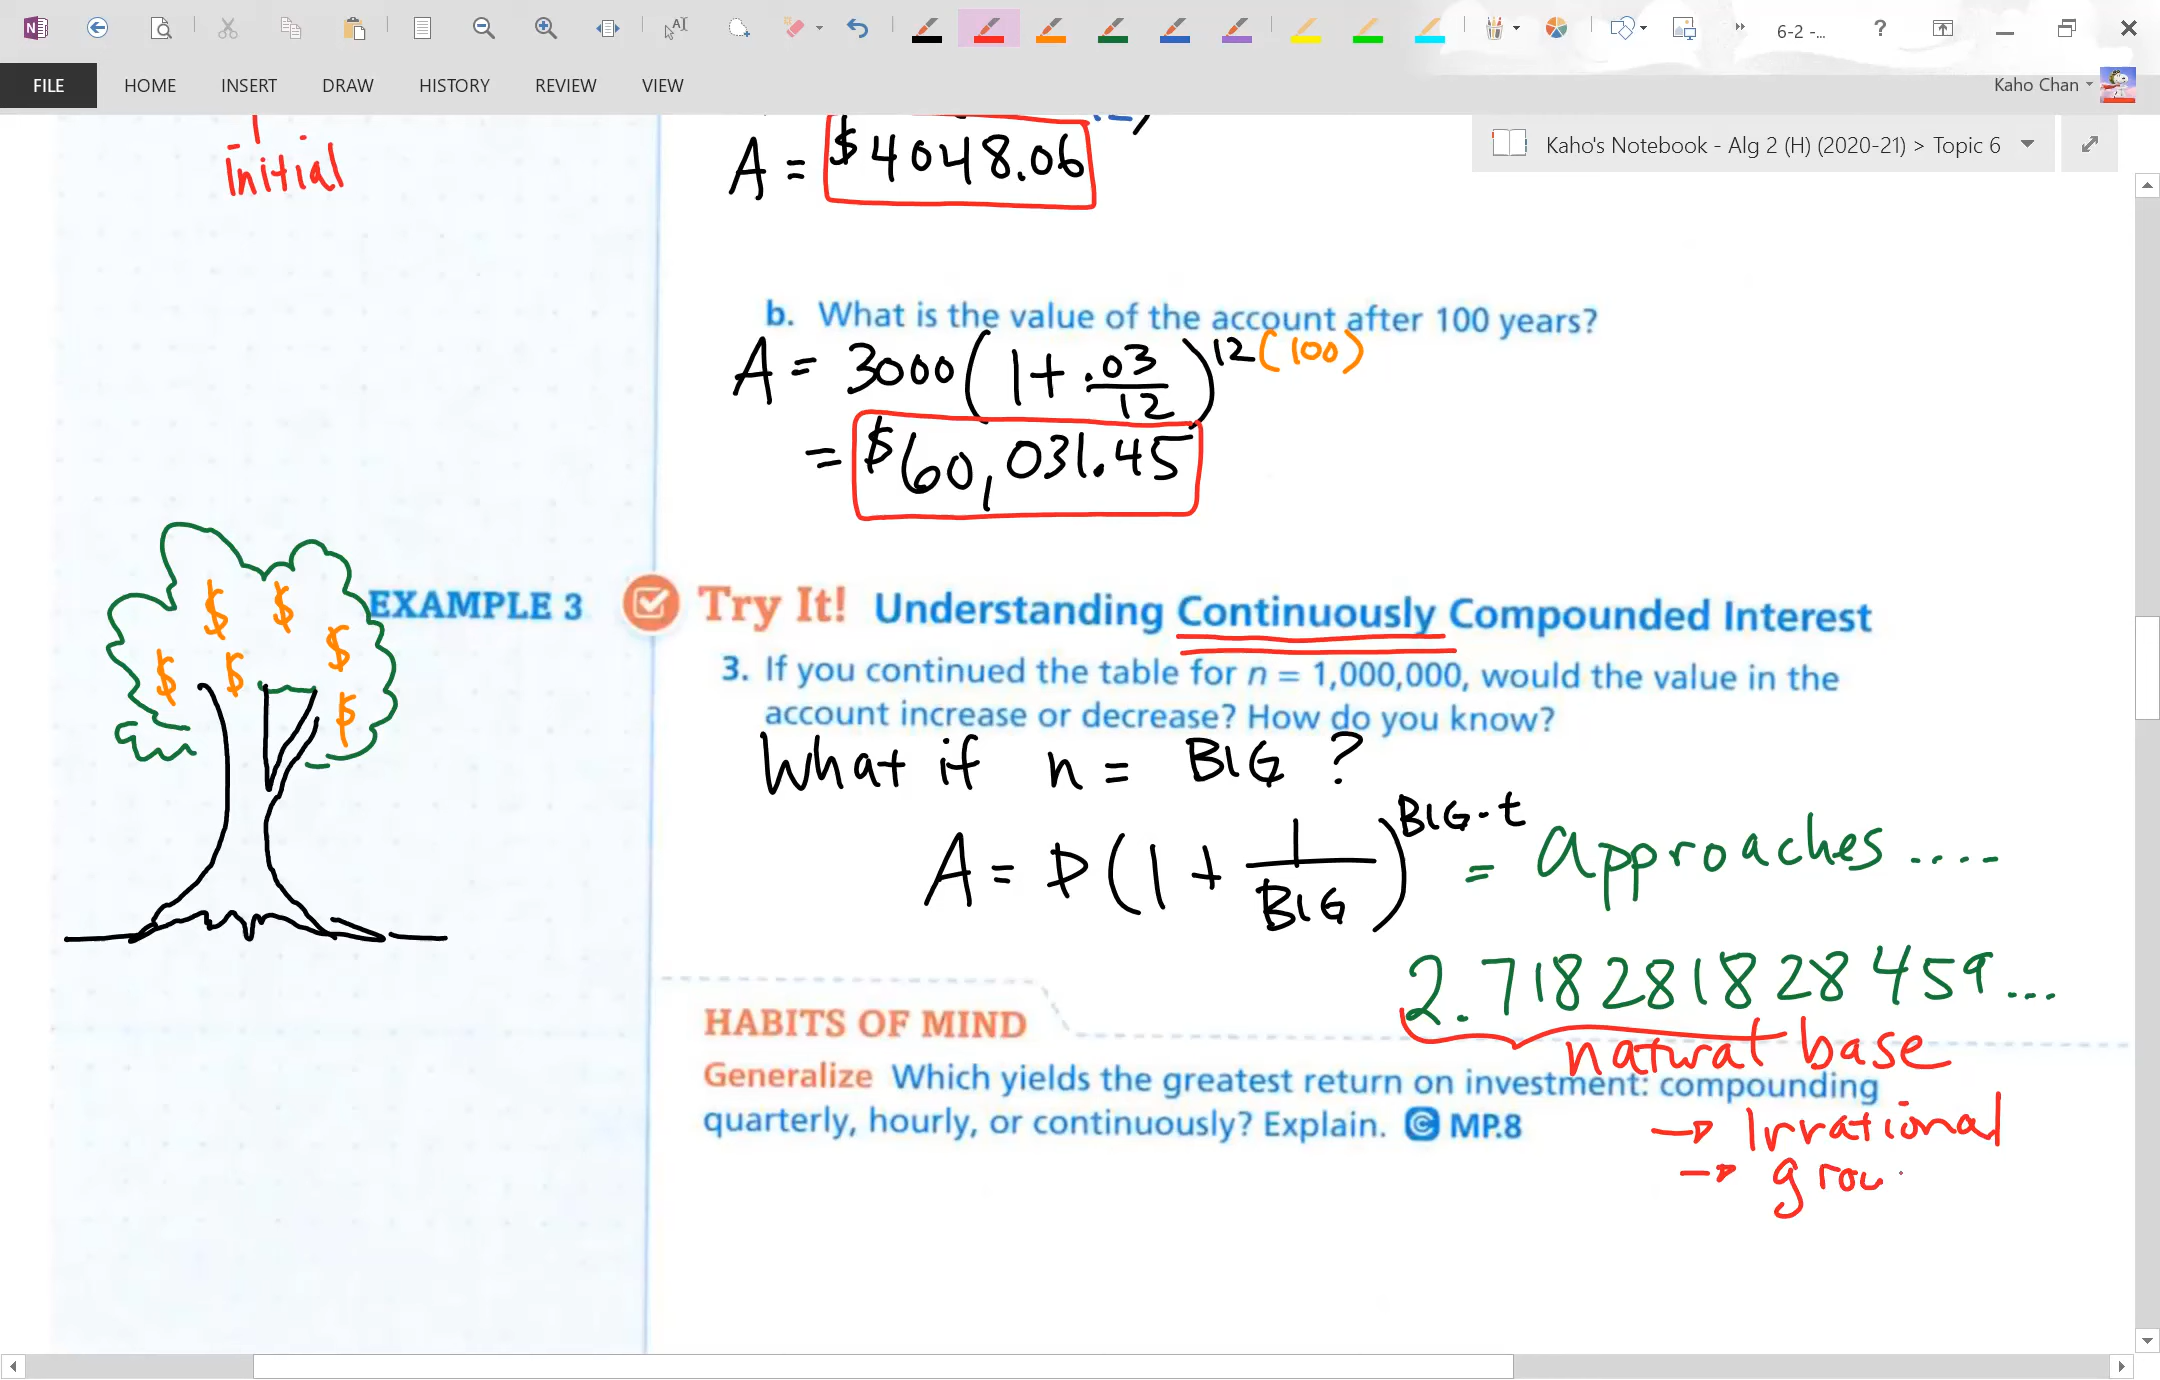 6-2 -...
FILE HOME INSERT DRAW HISTORY REVIEW VIEW
Kaho Chan
Kaho's Notebook - Alg 2 (H) (2020-21) > Topic 6
initial
A = $4048.06
b. What is the value of the account after 100 years?
A = 3000(1 + .03/12)^12(100)
= $60,031.45
EXAMPLE 3
Try It! Understanding Continuously Compounded Interest
3. If you continued the table for n = 1,000,000, would the value in the
account increase or decrease? How do you know?
What if n = BIG ?
A = P(1 + 1/BIG)^BIG·t = approaches ....
2.718281828459...
natural base
→ Irrational
→ grou
HABITS OF MIND
Generalize Which yields the greatest return on investment: compounding
quarterly, hourly, or continuously? Explain. MP.8
$ $ $ $ $ $